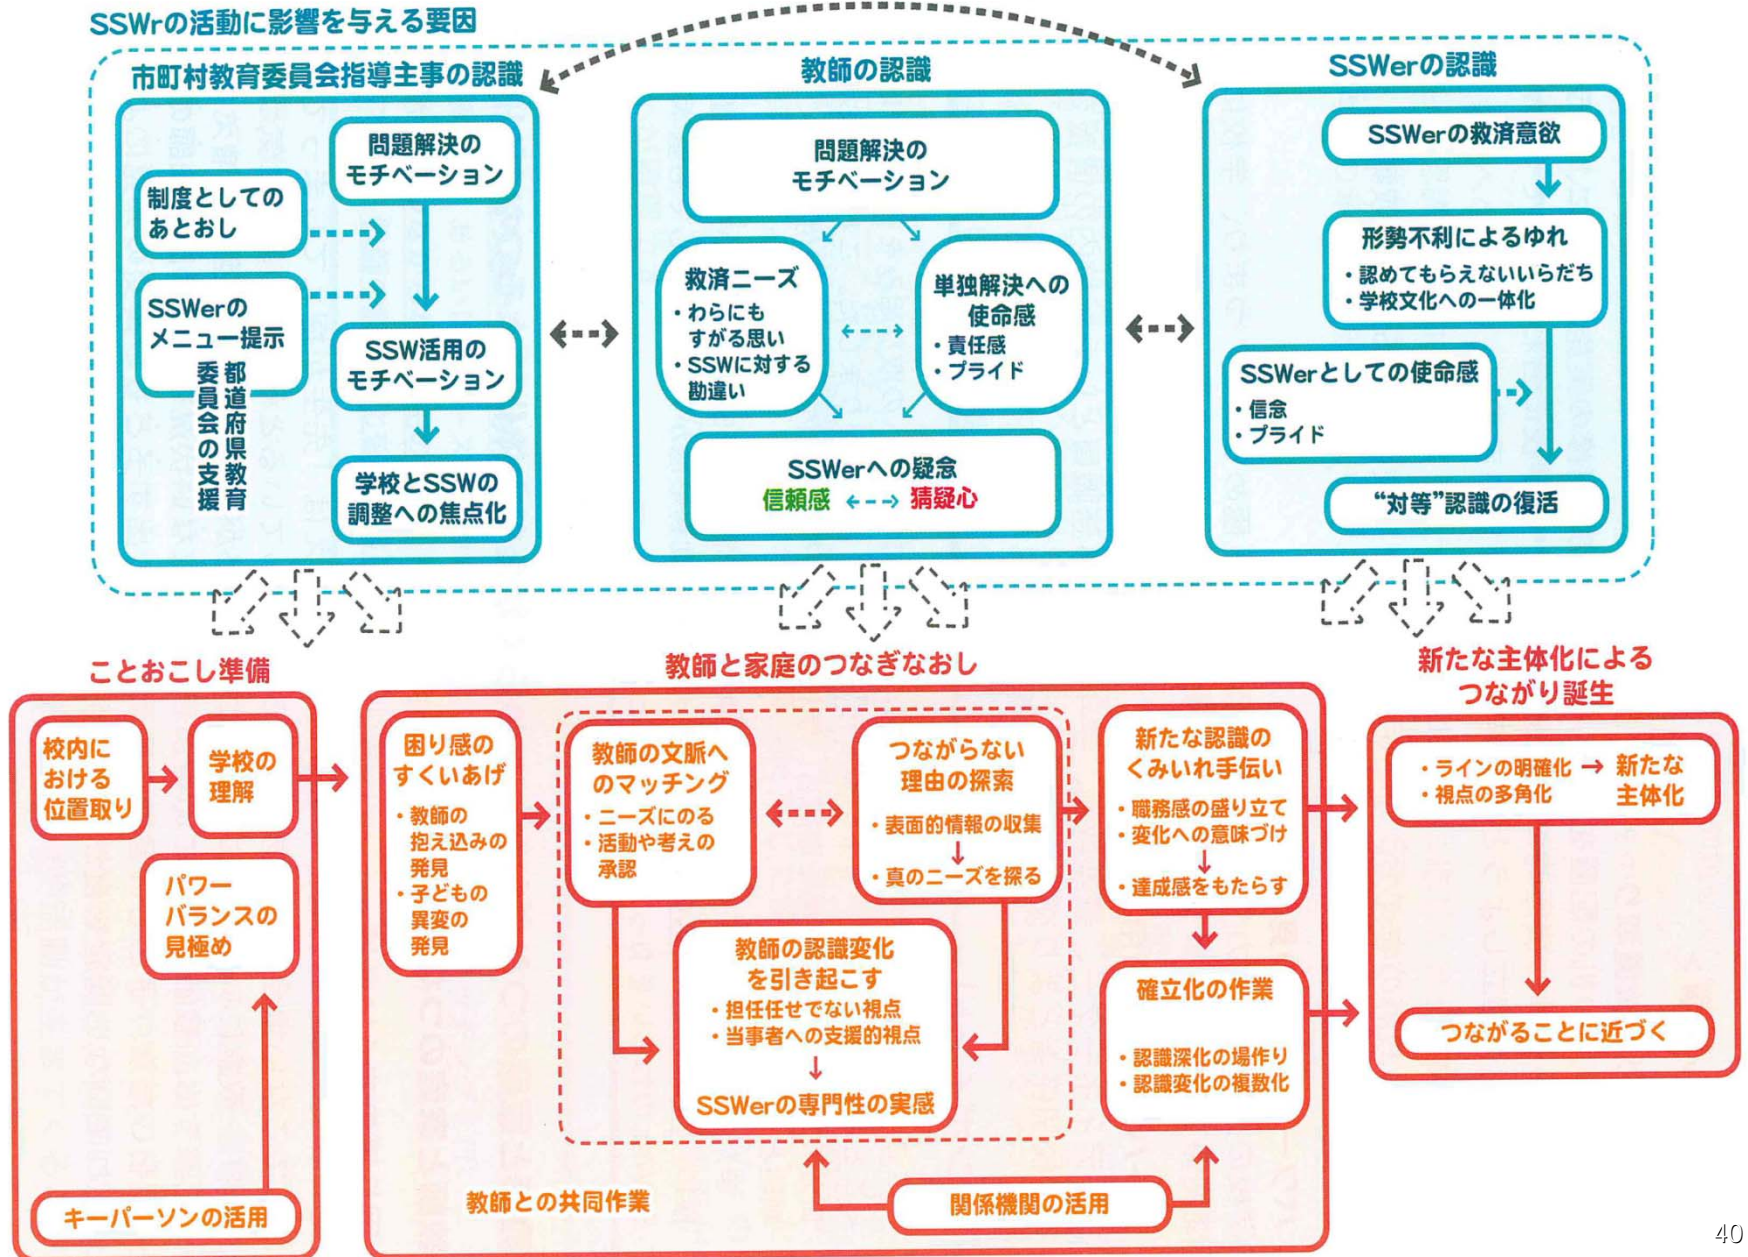 SSWrの活動に影響を与える要因
市町村教育委員会指導主事の認識
問題解決の
モチベーション
制度としての
あとおし
SSWerの
メニュー提示
都道府県教育
委員会の支援
SSW活用の
モチベーション
学校とSSWの
調整への焦点化
教師の認識
問題解決の
モチベーション
救済ニーズ
・わらにも
すがる思い
・SSWに対する
勘違い
単独解決への
使命感
・責任感
・プライド
SSWerへの疑念
信頼感 ←--→ 猜疑心
SSWerの認識
SSWerの救済意欲
形勢不利によるゆれ
・認めてもらえないいらだち
・学校文化への一体化
SSWerとしての使命感
・信念
・プライド
“対等”認識の復活
ことおこし準備
校内に
おける
位置取り
学校の
理解
パワー
バランスの
見極め
キーパーソンの活用
教師と家庭のつなぎなおし
困り感の
すくいあげ
・教師の
抱え込みの
発見
・子どもの
異変の
発見
教師の文脈へ
のマッチング
・ニーズにのる
・活動や考えの
承認
つながらない
理由の探索
・表面的情報の収集
↓
・真のニーズを探る
教師の認識変化
を引き起こす
・担任任せでない視点
・当事者への支援的視点
↓
SSWerの専門性の実感
新たな認識の
くみいれ手伝い
・職務感の盛り立て
・変化への意味づけ
↓
・達成感をもたらす
確立化の作業
・認識深化の場作り
・認識変化の複数化
教師との共同作業
関係機関の活用
新たな主体化による
つながり誕生
・ラインの明確化 → 新たな
・視点の多角化 主体化
つながることに近づく
40